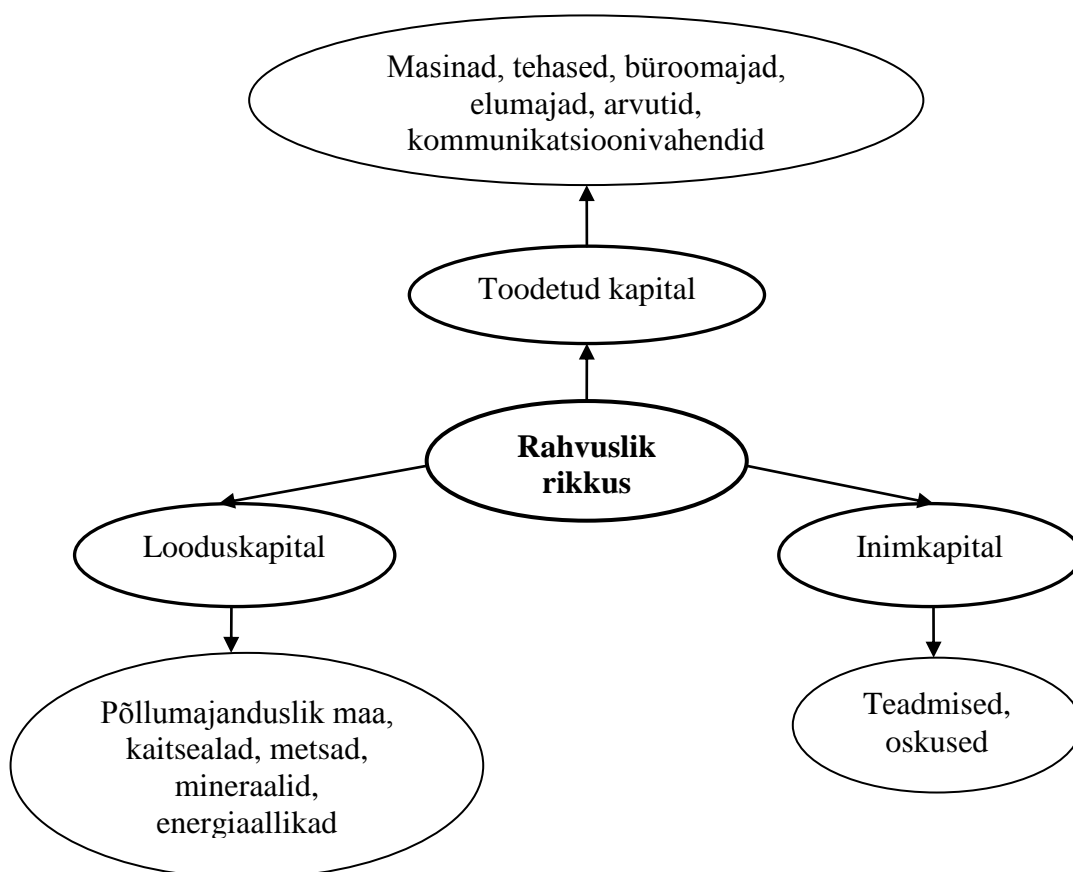 Masinad, tehased, büroomajad,
elumajad, arvutid,
kommunikatsioonivahendid
Toodetud kapital
Rahvuslik
rikkus
Looduskapital
Inimkapital
Põllumajanduslik maa,
kaitsealad, metsad,
mineraalid,
energiaallikad
Teadmised,
oskused